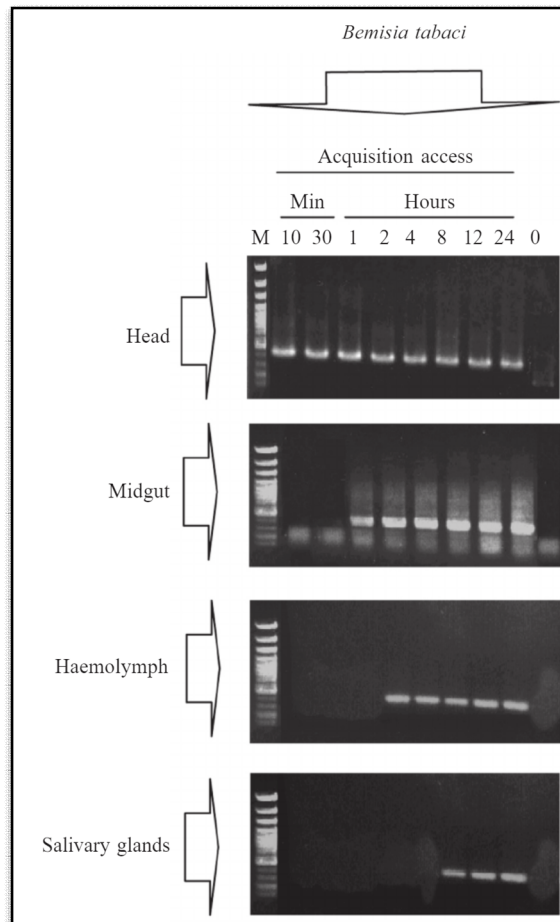 Bemisia tabaci
Acquisition access
Min Hours
M 10 30 1 2 4 8 12 24 0
Head
Midgut
Haemolymph
Salivary glands